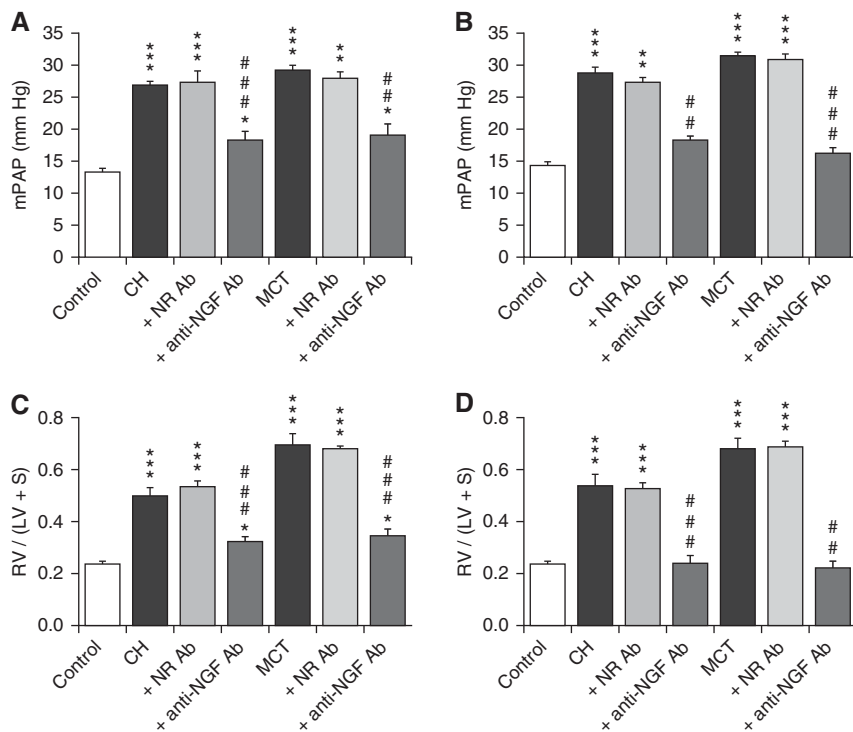 A
mPAP (mm Hg)
35
30
25
20
15
10
5
0
***
***
###*
***
**
##*
Control
CH
+ NR Ab
+ anti-NGF Ab
MCT
+ NR Ab
+ anti-NGF Ab
B
mPAP (mm Hg)
35
30
25
20
15
10
5
0
***
**
##
***
***
###
Control
CH
+ NR Ab
+ anti-NGF Ab
MCT
+ NR Ab
+ anti-NGF Ab
C
RV / (LV + S)
0.8
0.6
0.4
0.2
0.0
***
***
###*
***
***
###*
Control
CH
+ NR Ab
+ anti-NGF Ab
MCT
+ NR Ab
+ anti-NGF Ab
D
RV / (LV + S)
0.8
0.6
0.4
0.2
0.0
***
***
###
***
***
##
Control
CH
+ NR Ab
+ anti-NGF Ab
MCT
+ NR Ab
+ anti-NGF Ab